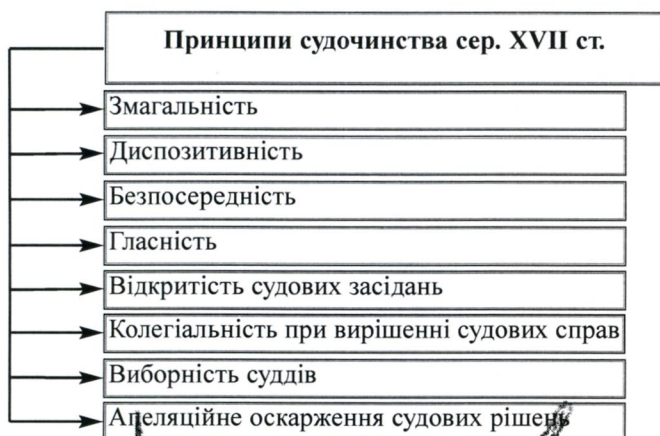 Принципи судочинства сер. XVII ст.
Змагальність
Диспозитивність
Безпосередність
Гласність
Відкритість судових засідань
Колегіальність при вирішенні судових справ
Виборність суддів
Апеляційне оскарження судових рішень